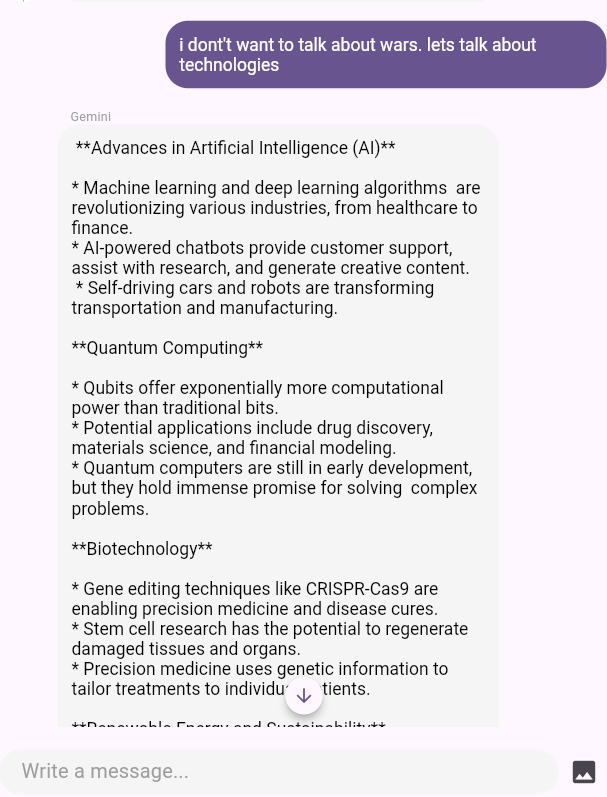 i dont't want to talk about wars. lets talk about
technologies
Gemini
**Advances in Artificial Intelligence (AI)**
* Machine learning and deep learning algorithms  are
revolutionizing various industries, from healthcare to
finance.
* AI-powered chatbots provide customer support,
assist with research, and generate creative content.
* Self-driving cars and robots are transforming
transportation and manufacturing.
**Quantum Computing**
* Qubits offer exponentially more computational
power than traditional bits.
* Potential applications include drug discovery,
materials science, and financial modeling.
* Quantum computers are still in early development,
but they hold immense promise for solving  complex
problems.
**Biotechnology**
* Gene editing techniques like CRISPR-Cas9 are
enabling precision medicine and disease cures.
* Stem cell research has the potential to regenerate
damaged tissues and organs.
* Precision medicine uses genetic information to
tailor treatments to
**Renewable Energy and Sustainability**
Write a message...